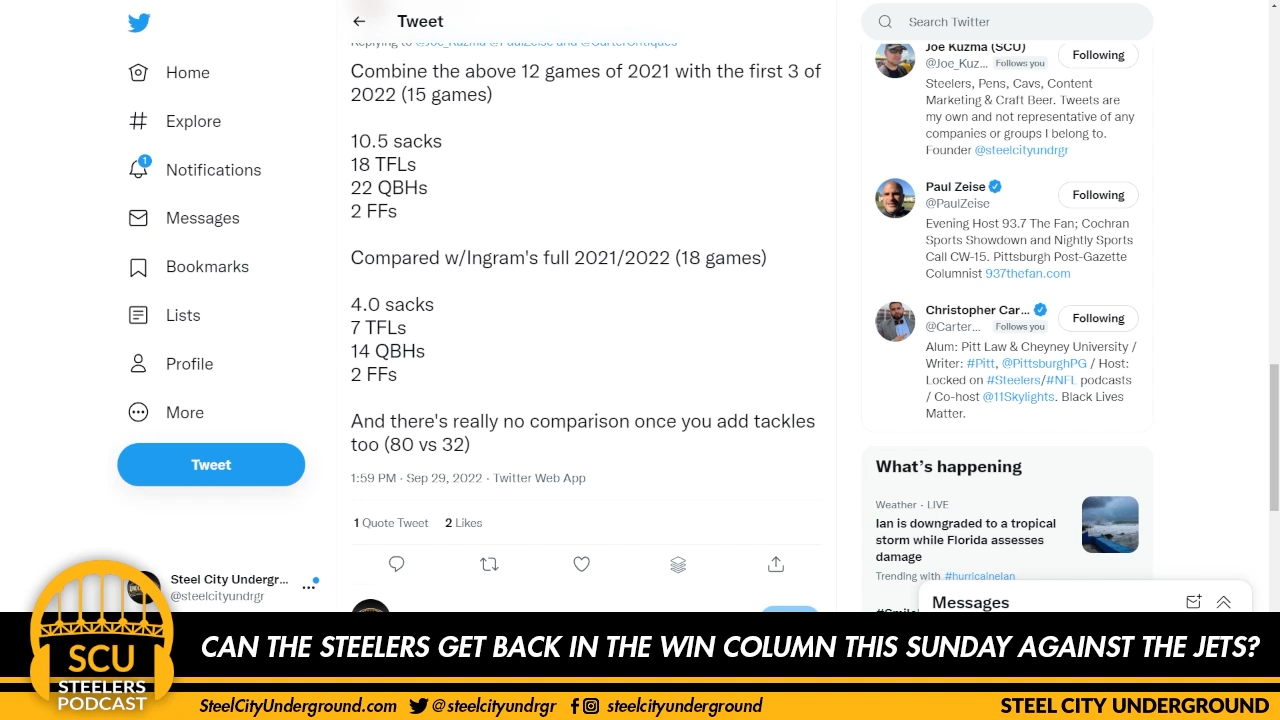 Home
Explore
1
Notifications
Messages
Bookmarks
Lists
Profile
More
Tweet
Steel City Undergr...
@steelcityundrgr
Tweet
Replying to @Joe_Kuzma @PaulZeise and @CarterCritiques
Combine the above 12 games of 2021 with the first 3 of
2022 (15 games)
10.5 sacks
18 TFLs
22 QBHs
2 FFs
Compared w/Ingram's full 2021/2022 (18 games)
4.0 sacks
7 TFLs
14 QBHs
2 FFs
And there's really no comparison once you add tackles
too (80 vs 32)
1:59 PM · Sep 29, 2022 · Twitter Web App
1 Quote Tweet 2 Likes
Search Twitter
Joe Kuzma (SCU)
@Joe_Kuz... Follows you
Following
Steelers, Pens, Cavs, Content
Marketing & Craft Beer. Tweets are
my own and not representative of any
companies or groups I belong to.
Founder @steelcityundrgr
Paul Zeise
@PaulZeise
Following
Evening Host 93.7 The Fan; Cochran
Sports Showdown and Nightly Sports
Call CW-15. Pittsburgh Post-Gazette
Columnist 937thefan.com
Christopher Car...
@Carter... Follows you
Following
Alum: Pitt Law & Cheyney University /
Writer: #Pitt, @PittsburghPG / Host:
Locked on #Steelers/#NFL podcasts
/ Co-host @11Skylights. Black Lives
Matter.
What's happening
Weather · LIVE
Ian is downgraded to a tropical
storm while Florida assesses
damage
Trending with #hurricaneIan
Messages
SCU
STEELERS
PODCAST
CAN THE STEELERS GET BACK IN THE WIN COLUMN THIS SUNDAY AGAINST THE JETS?
SteelCityUnderground.com @steelcityundrgr steelcityunderground
STEEL CITY UNDERGROUND